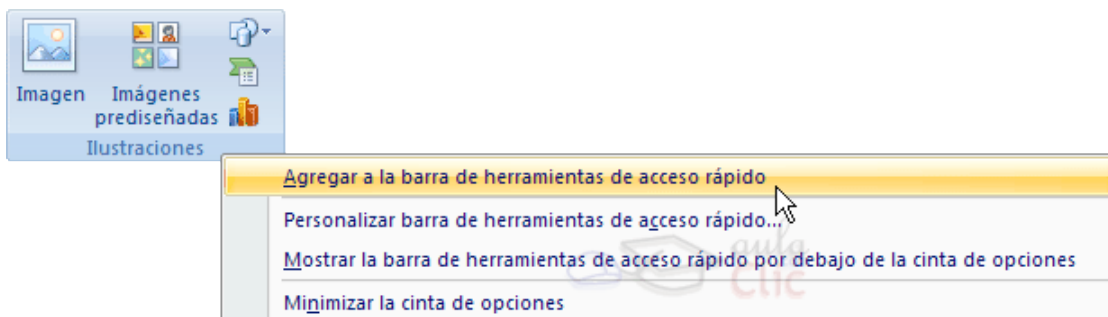 Imagen
Imágenes
prediseñadas
Ilustraciones
Agregar a la barra de herramientas de acceso rápido
Personalizar barra de herramientas de acceso rápido...
Mostrar la barra de herramientas de acceso rápido por debajo de la cinta de opciones
Minimizar la cinta de opciones
aula
Clic